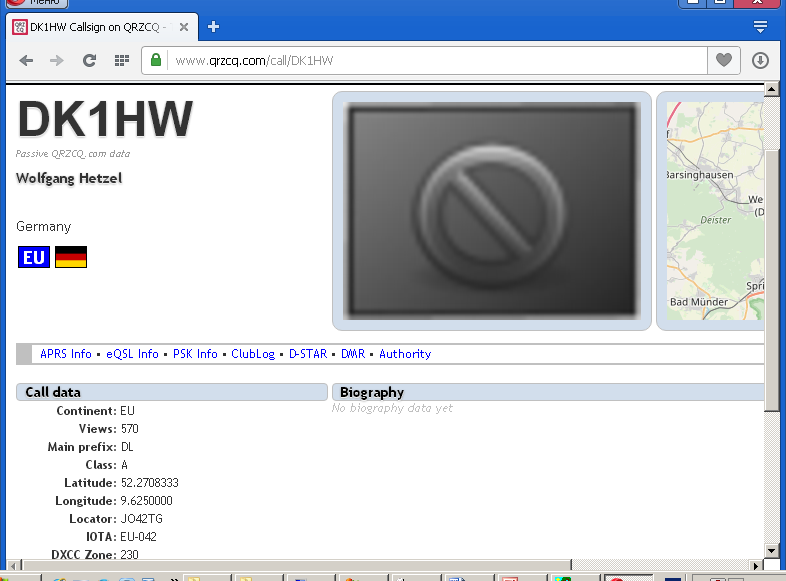 Меню
DK1HW Callsign on QRZCQ -
www.qrzcq.com/call/DK1HW
DK1HW
Passive QRZCQ.com data
Wolfgang Hetzel
Germany
EU
Barsinghausen
We
(D
Deister
Spri
Bad Münder
APRS Info • eQSL Info • PSK Info • ClubLog • D-STAR • DMR • Authority
Call data
Biography
No biography data yet
Continent: EU
Views: 570
Main prefix: DL
Class: A
Latitude: 52.2708333
Longitude: 9.6250000
Locator: JO42TG
IOTA: EU-042
DXCC Zone: 230